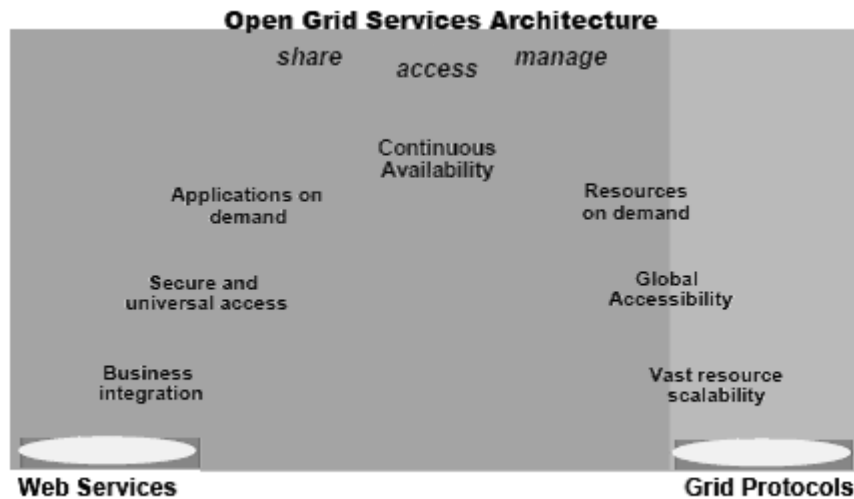 Open Grid Services Architecture
share access manage
Continuous
Availability
Applications on
demand
Resources
on demand
Secure and
universal access
Global
Accessibility
Business
integration
Vast resource
scalability
Web Services
Grid Protocols